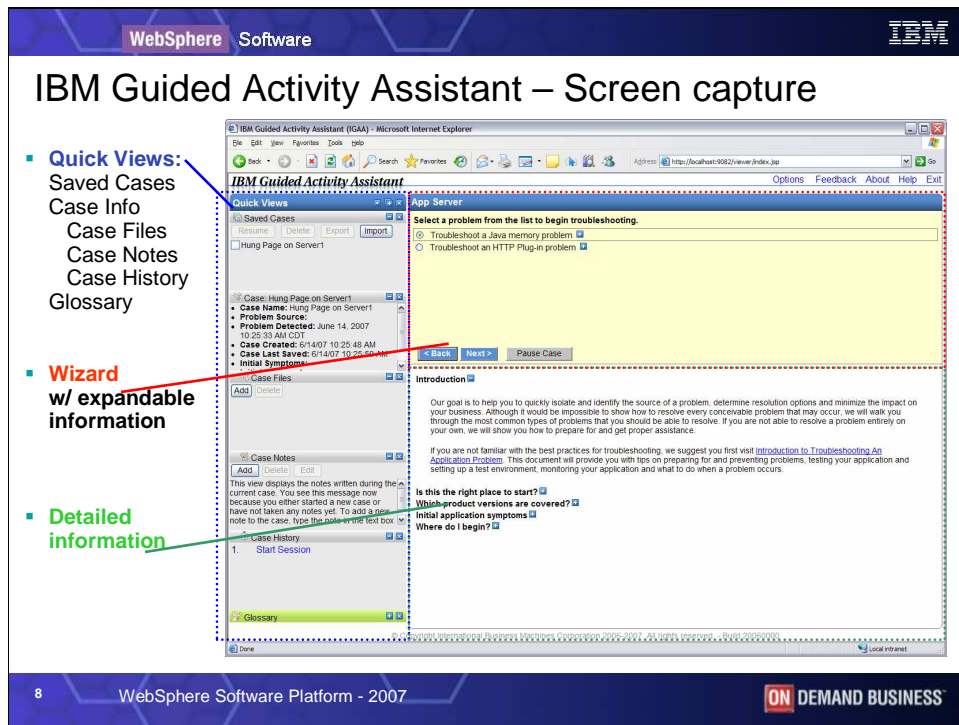 WebSphere Software
IBM
IBM Guided Activity Assistant – Screen capture
Quick Views:
Saved Cases
Case Info
Case Files
Case Notes
Case History
Glossary
Wizard
w/ expandable
information
Detailed
information
IBM Guided Activity Assistant (IGAA) - Microsoft Internet Explorer
File Edit View Favorites Tools Help
Back Search Favorites Address http://localhost:9082/viewer/index.jsp Go
IBM Guided Activity Assistant
Options Feedback About Help Exit
Quick Views
Saved Cases
Resume Delete Export Import
Hung Page on Server1
Case: Hung Page on Server1
Case Name: Hung Page on Server1
Problem Source:
Problem Detected: June 14, 2007
10:25:33 AM CDT
Case Created: 6/14/07 10:25:48 AM
Case Last Saved: 6/14/07 10:25:50 AM
Initial Symptoms:
Case Files
Add Delete
Case Notes
Add Delete Edit
This view displays the notes written during the
current case. You see this message now
because you either started a new case or
have not taken any notes yet. To add a new
note to the case, type the note in the text box
Case History
1. Start Session
Glossary
App Server
Select a problem from the list to begin troubleshooting.
Troubleshoot a Java memory problem
Troubleshoot an HTTP Plug-in problem
< Back Next > Pause Case
Introduction
Our goal is to help you to quickly isolate and identify the source of a problem, determine resolution options and minimize the impact on
your business. Although it would be impossible to show how to resolve every conceivable problem that may occur, we will walk you
through the most common types of problems that you should be able to resolve. If you are not able to resolve a problem entirely on
your own, we will show you how to prepare for and get proper assistance.
If you are not familiar with the best practices for troubleshooting, we suggest you first visit Introduction to Troubleshooting An
Application Problem. This document will provide you with tips on preparing for and preventing problems, testing your application and
setting up a test environment, monitoring your application and what to do when a problem occurs.
Is this the right place to start?
Which product versions are covered?
Initial application symptoms
Where do I begin?
© Copyright International Business Machines Corporation 2006-2007. All rights reserved. - Build 20060000
Done
Local intranet
8
WebSphere Software Platform - 2007
ON DEMAND BUSINESS